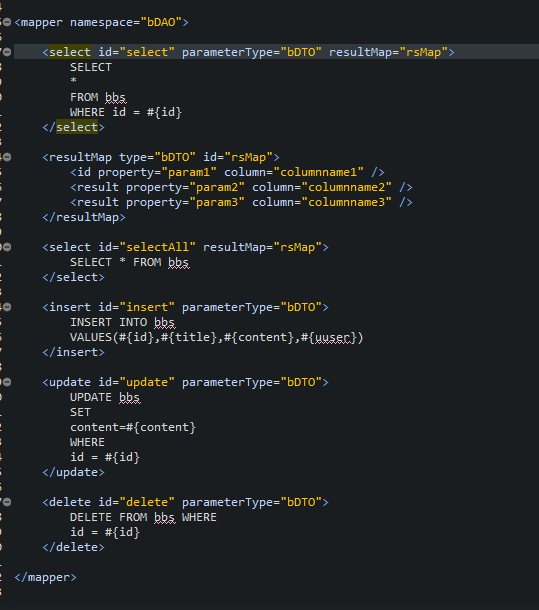 <mapper namespace="bDAO">
<select id="select" parameterType="bDTO" resultMap="rsMap">
SELECT
*
FROM bbs
WHERE id = #{id}
</select>
<resultMap type="bDTO" id="rsMap">
<id property="param1" column="columnname1" />
<result property="param2" column="columnname2" />
<result property="param3" column="columnname3" />
</resultMap>
<select id="selectAll" resultMap="rsMap">
SELECT * FROM bbs
</select>
<insert id="insert" parameterType="bDTO">
INSERT INTO bbs
VALUES(#{id},#{title},#{content},#{uuser})
</insert>
<update id="update" parameterType="bDTO">
UPDATE bbs
SET
content=#{content}
WHERE
id = #{id}
</update>
<delete id="delete" parameterType="bDTO">
DELETE FROM bbs WHERE
id = #{id}
</delete>
</mapper>